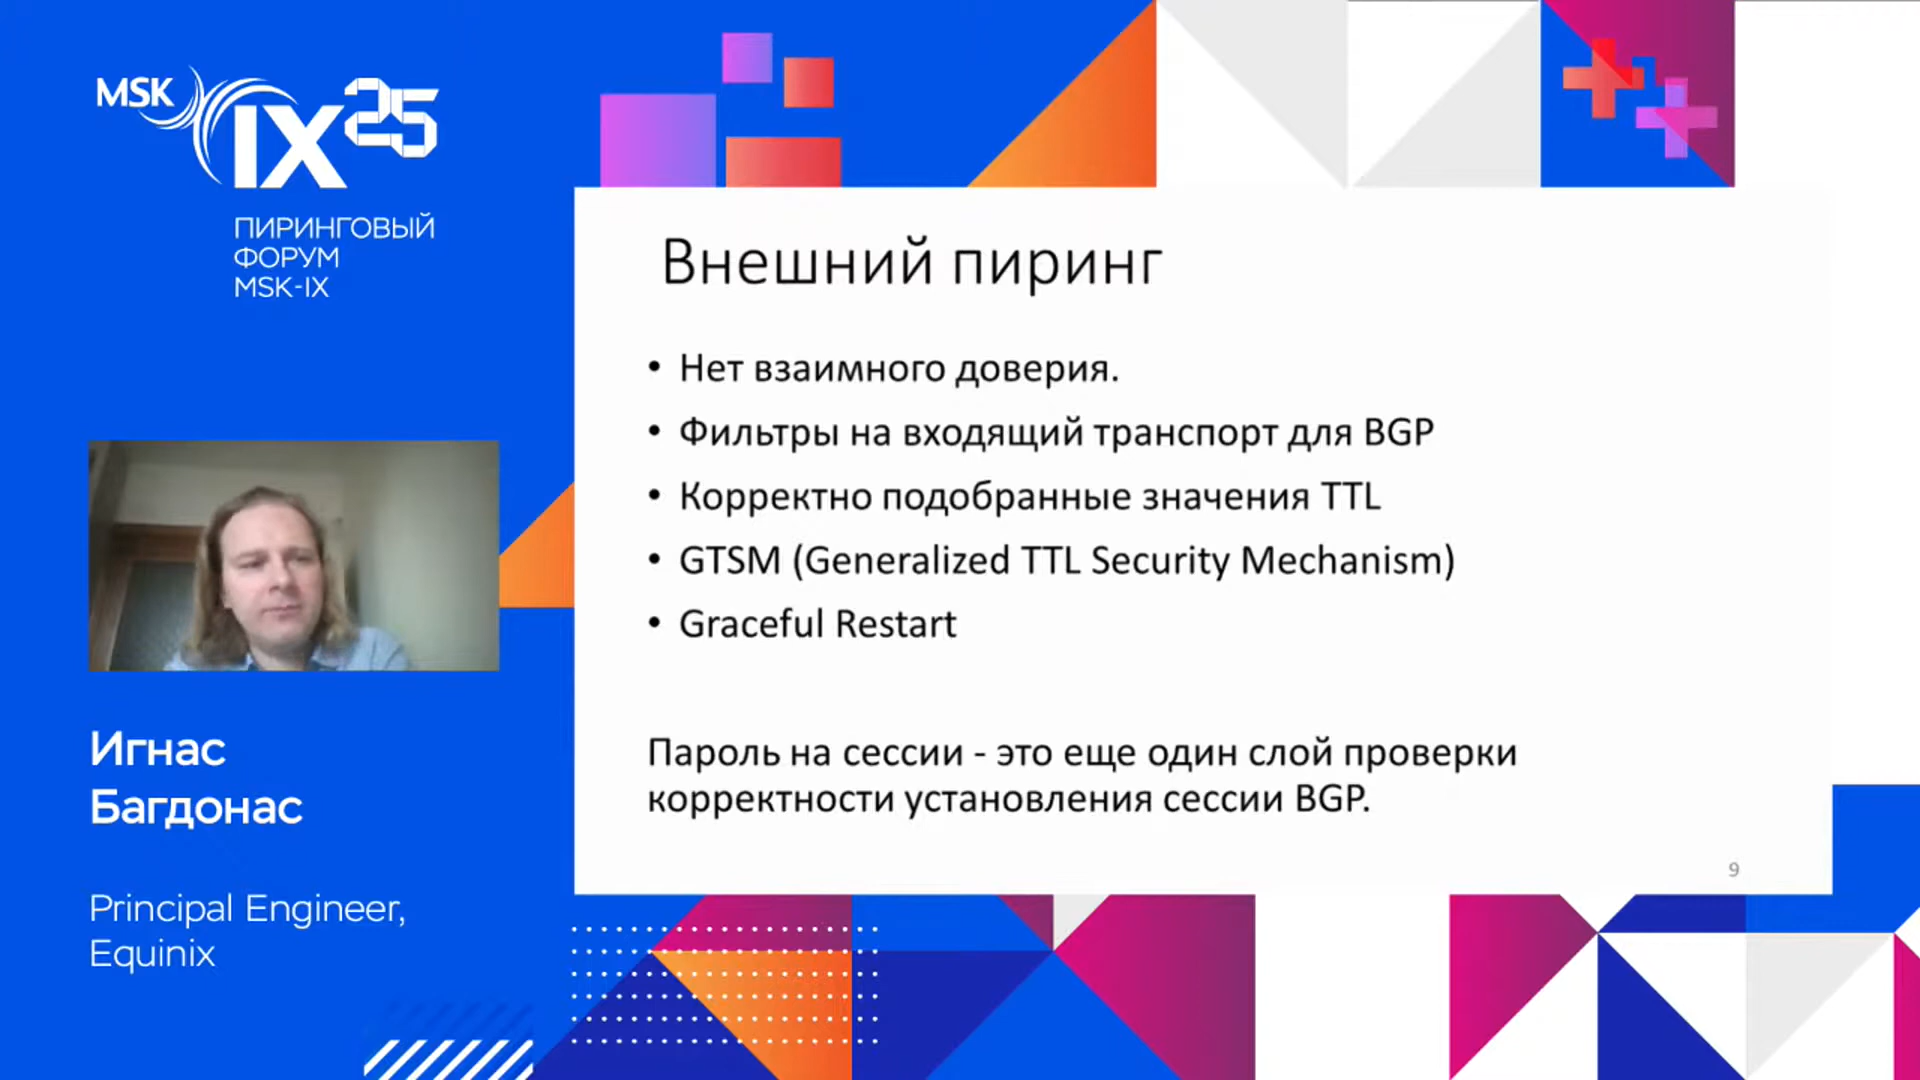 MSK
IX25
ПИРИНГОВЫЙ
ФОРУМ
MSK-IX
Внешний пиринг
• Нет взаимного доверия.
• Фильтры на входящий транспорт для BGP
• Корректно подобранные значения TTL
• GTSM (Generalized TTL Security Mechanism)
• Graceful Restart
Пароль на сессии - это еще один слой проверки
корректности установления сессии BGP.
9
Игнас
Багдонас
Principal Engineer,
Equinix